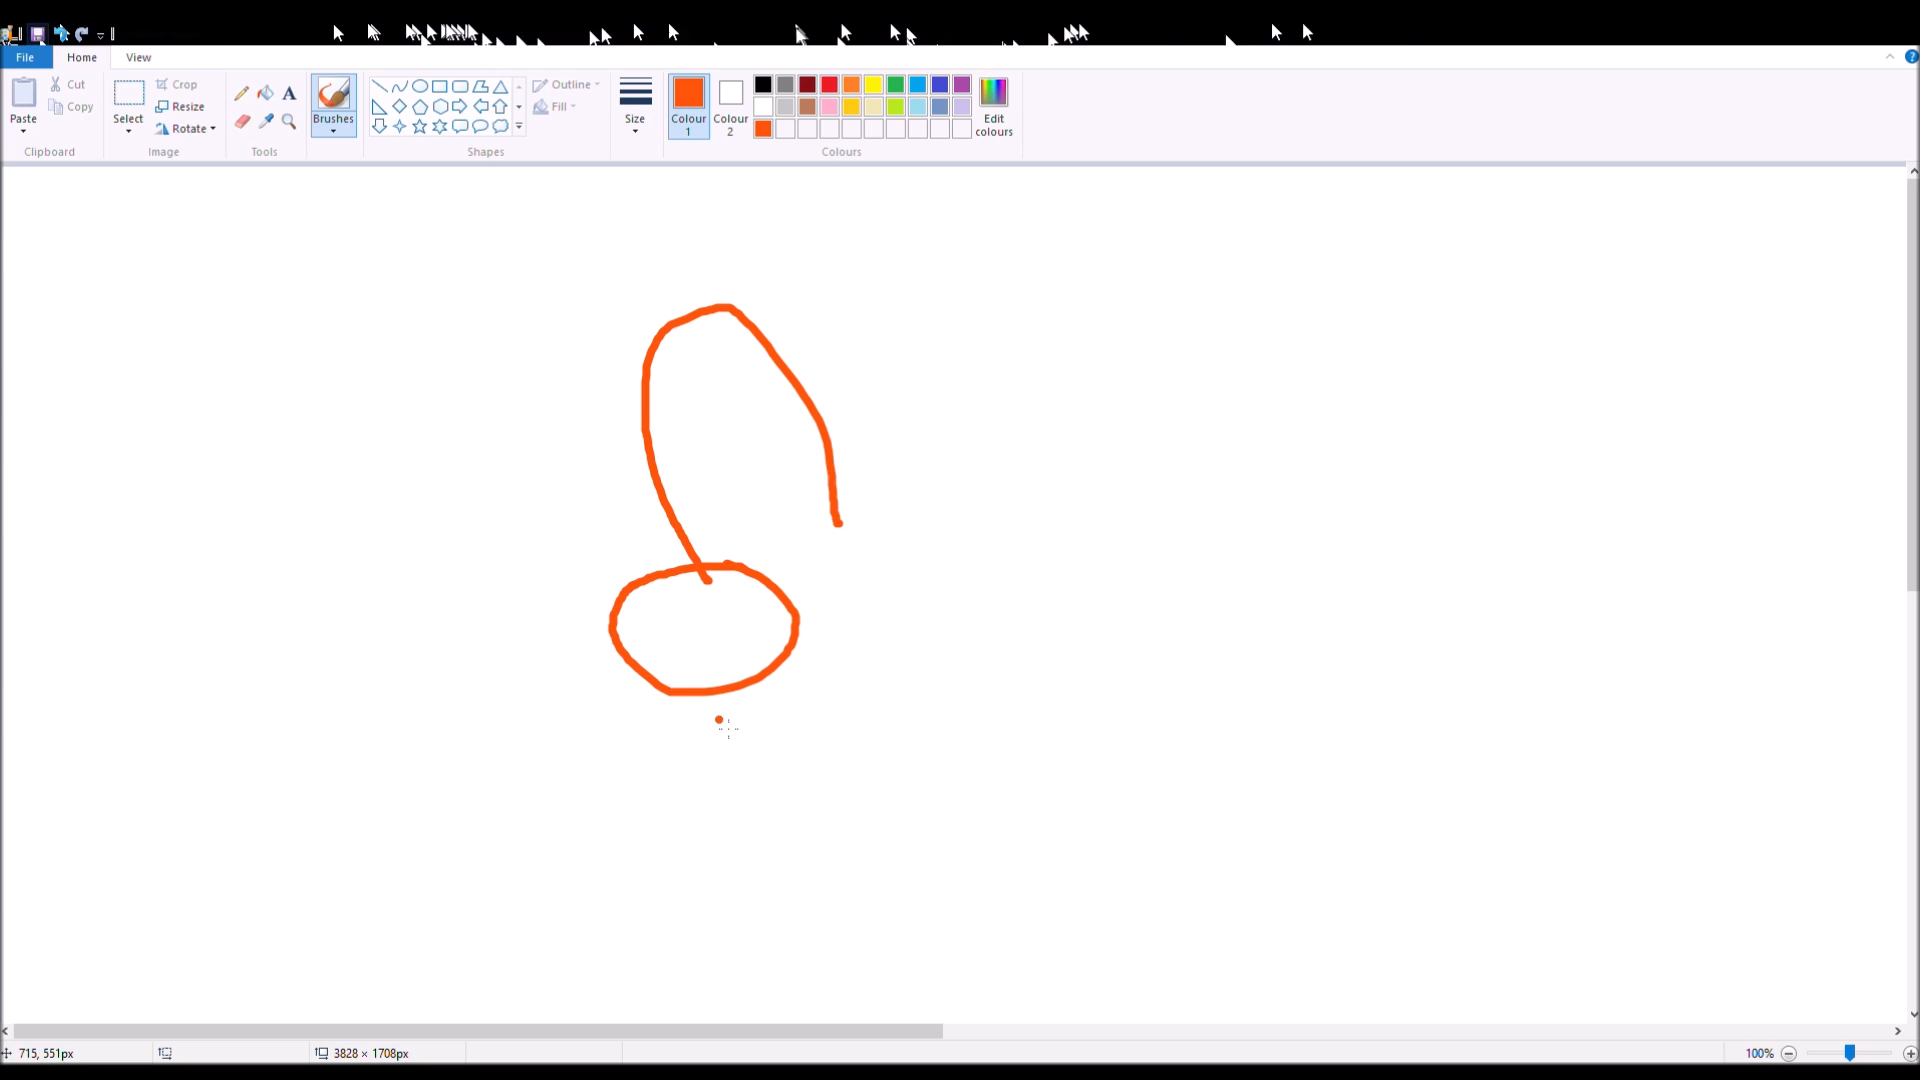 File Home View
Cut
Crop
Outline
Copy
Resize
Fill
Rotate
A
Paste Select Brushes Size Colour 1 Colour 2 Edit colours
Clipboard Image Tools Shapes Colours
715, 551px 3828 × 1708px 100%